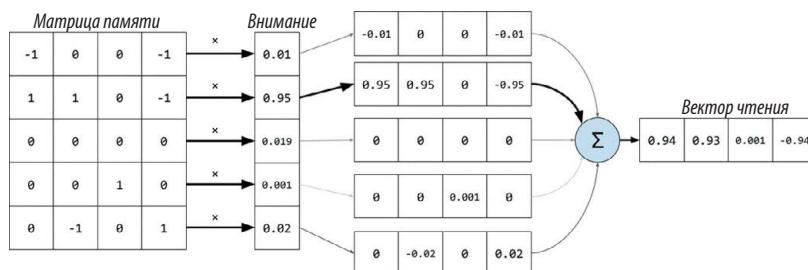 Матрица памяти
Внимание
-1 0 0 -1 × 0.01 -0.01 0 0 -0.01
1 1 0 -1 × 0.95 0.95 0.95 0 -0.95
0 0 0 0 × 0.019 0 0 0 0
0 0 1 0 × 0.001 0 0 0.001 0
0 -1 0 1 × 0.02 0 -0.02 0 0.02
Σ
Вектор чтения
0.94 0.93 0.001 -0.94